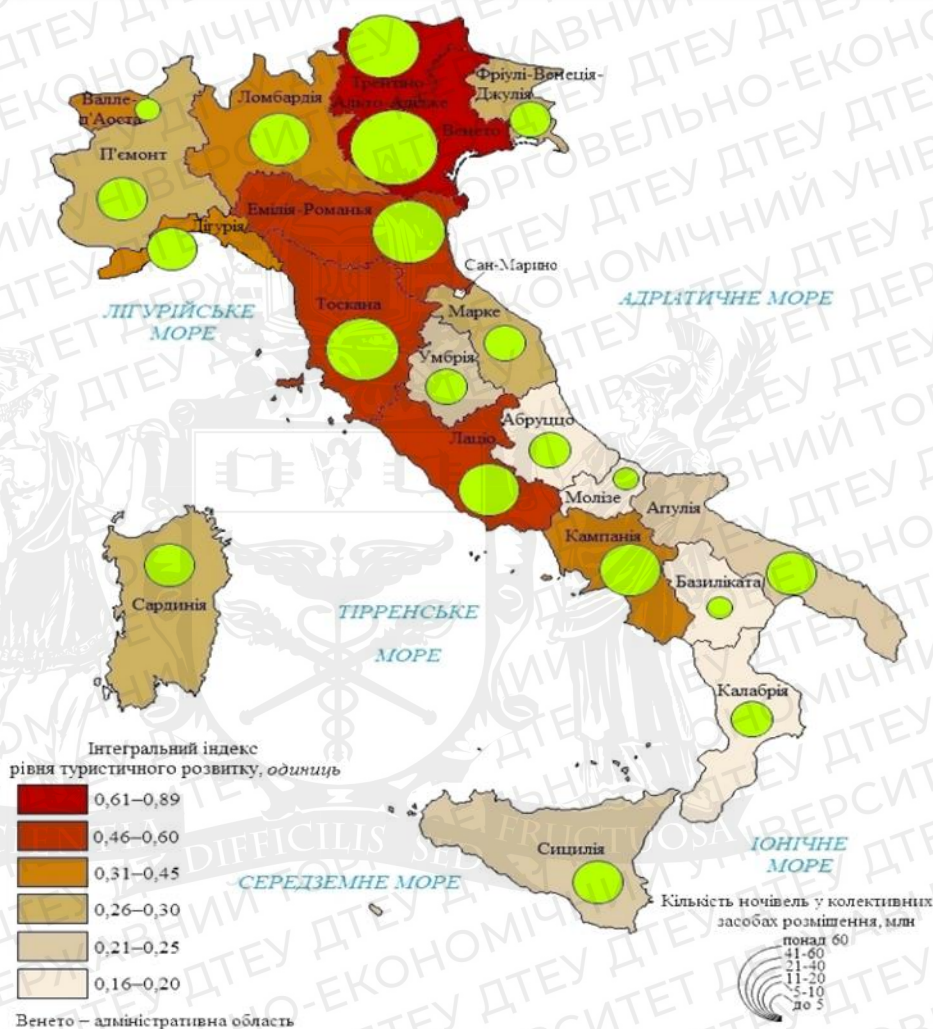 Трентино-
Альто-Адідже
Фріулі-Венеція-
Джулія
Валле-
д'Аоста
Ломбардія
Венето
П'ємонт
Емілія-Романья
Лігурія
Сан-Марино
ЛІГУРІЙСЬКЕ
МОРЕ
Тоскана
АДРІАТИЧНЕ МОРЕ
Марке
Умбрія
Абруццо
Лаціо
Молізе
Апулія
Кампанія
Базиліката
Сардинія
ТІРРЕНСЬКЕ
МОРЕ
Калабрія
Інтегральний індекс
рівня туристичного розвитку, одиниць
0,61–0,89
0,46–0,60
0,31–0,45
0,26–0,30
0,21–0,25
0,16–0,20
Венето – адміністративна область
DIFFICILIS SED FRUCTUOSA
Сицилія
ІОНІЧНЕ
МОРЕ
СЕРЕДЗЕМНЕ МОРЕ
Кількість ночівель у колективних
засобах розміщення, млн
понад 60
41-60
21-40
11-20
5-10
до 5